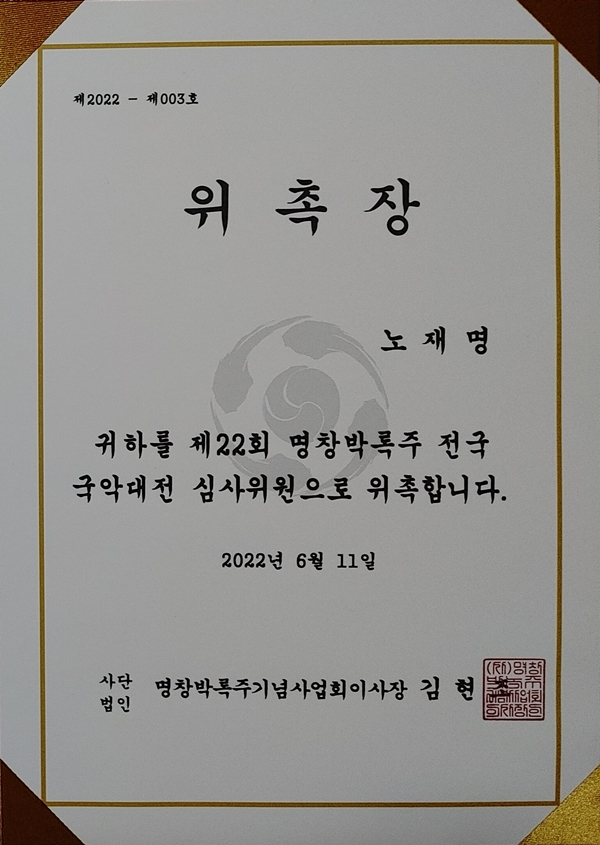 제2022 - 제003호
위 촉 장
노 재 명
귀하를 제22회 명창박록주 전국
국악대전 심사위원으로 위촉합니다.
2022년 6월 11일
사단
법인 명창박록주기념사업회이사장 김 현